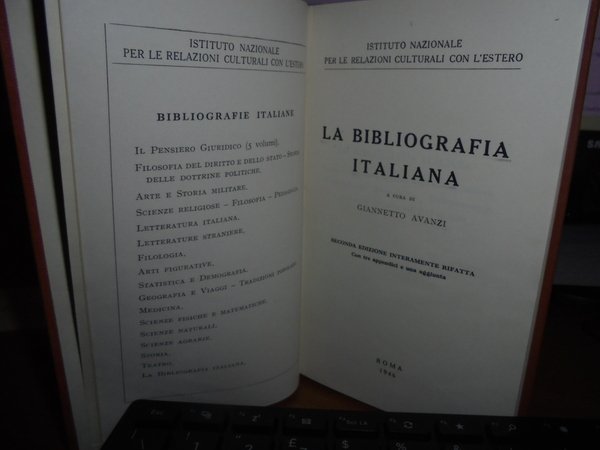 ISTITUTO NAZIONALE
PER LE RELAZIONI CULTURALI CON L'ESTERO
BIBLIOGRAFIE ITALIANE
IL PENSIERO GIURIDICO (5 volumi).
FILOSOFIA DEL DIRITTO E DELLO STATO – STORIA
DELLE DOTTRINE POLITICHE.
ARTE E STORIA MILITARE.
SCIENZE RELIGIOSE – FILOSOFIA – PEDAGOGIA.
LETTERATURA ITALIANA.
LETTERATURE STRANIERE,
FILOLOGIA,
ARTI FIGURATIVE.
STATISTICA E DEMOGRAFIA.
GEOGRAFIA E VIAGGI – TRADIZIONI POPOLARI.
MEDICINA,
SCIENZE FISICHE E MATEMATICHE.
SCIENZE NATURALI,
SCIENZE AGRARIE.
STORIA,
TEATRO,
LA BIBLIOGRAFIA ITALIANA,
ISTITUTO NAZIONALE
PER LE RELAZIONI CULTURALI CON L'ESTERO
LA BIBLIOGRAFIA
ITALIANA
A CURA DI
GIANNETTO AVANZI
SECONDA EDIZIONE INTERAMENTE RIFATTA
Con tre appendici e una aggiunta
ROMA
1946
Esc